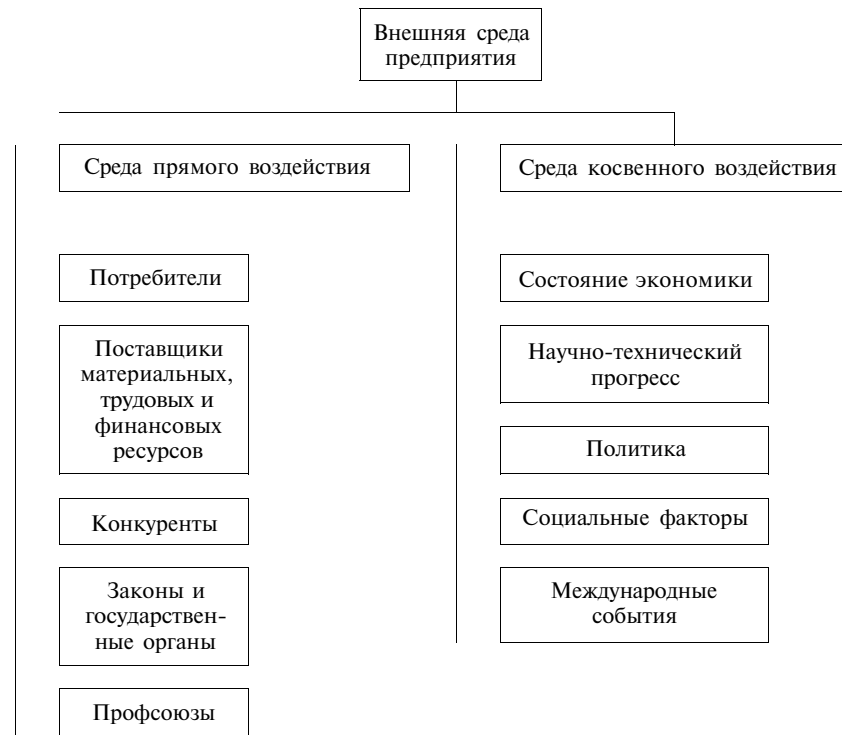 Внешняя среда
предприятия
Среда прямого воздействия
Среда косвенного воздействия
Потребители
Поставщики
материальных,
трудовых и
финансовых
ресурсов
Конкуренты
Законы и
государствен-
ные органы
Профсоюзы
Состояние экономики
Научно-технический
прогресс
Политика
Социальные факторы
Международные
события